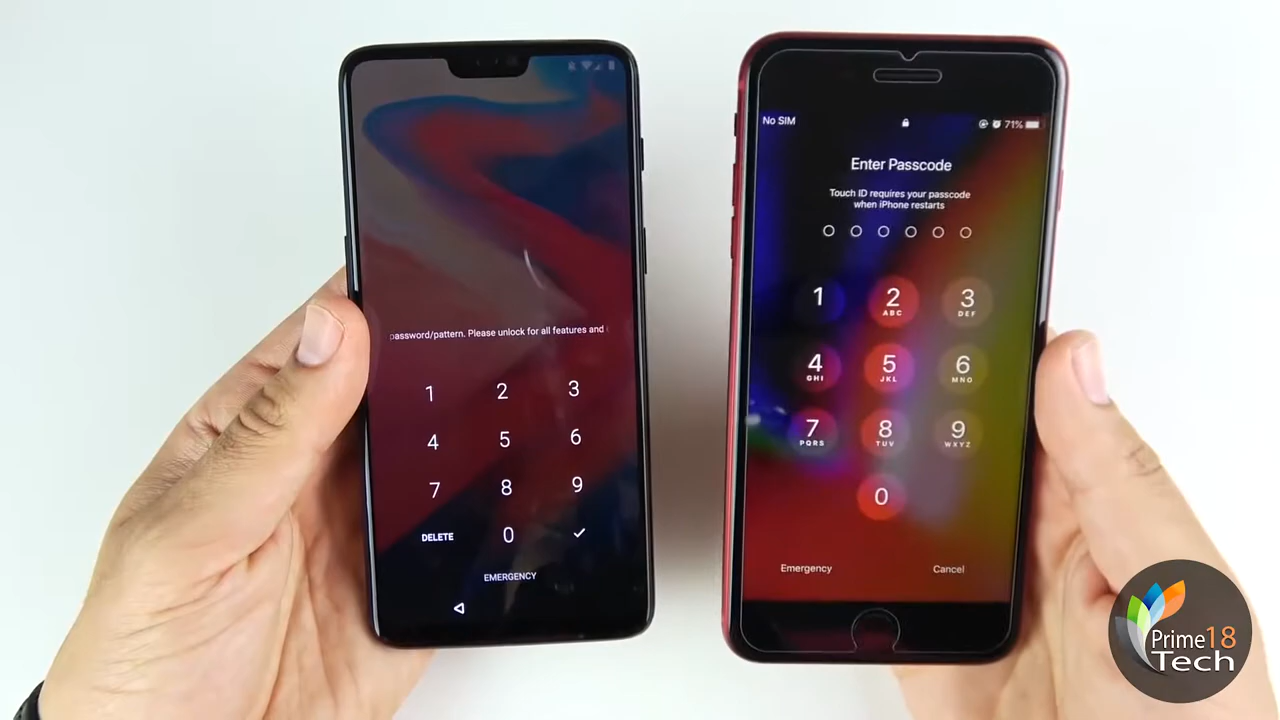 password/pattern. Please unlock for all features and
1 2 3
4 5 6
7 8 9
DELETE 0
EMERGENCY
No SIM 71%
Enter Passcode
Touch ID requires your passcode
when iPhone restarts
1 2 3
ABC DEF
4 5 6
GHI JKL MNO
7 8 9
PQRS TUV WXYZ
0
Emergency Cancel
Prime18
Tech